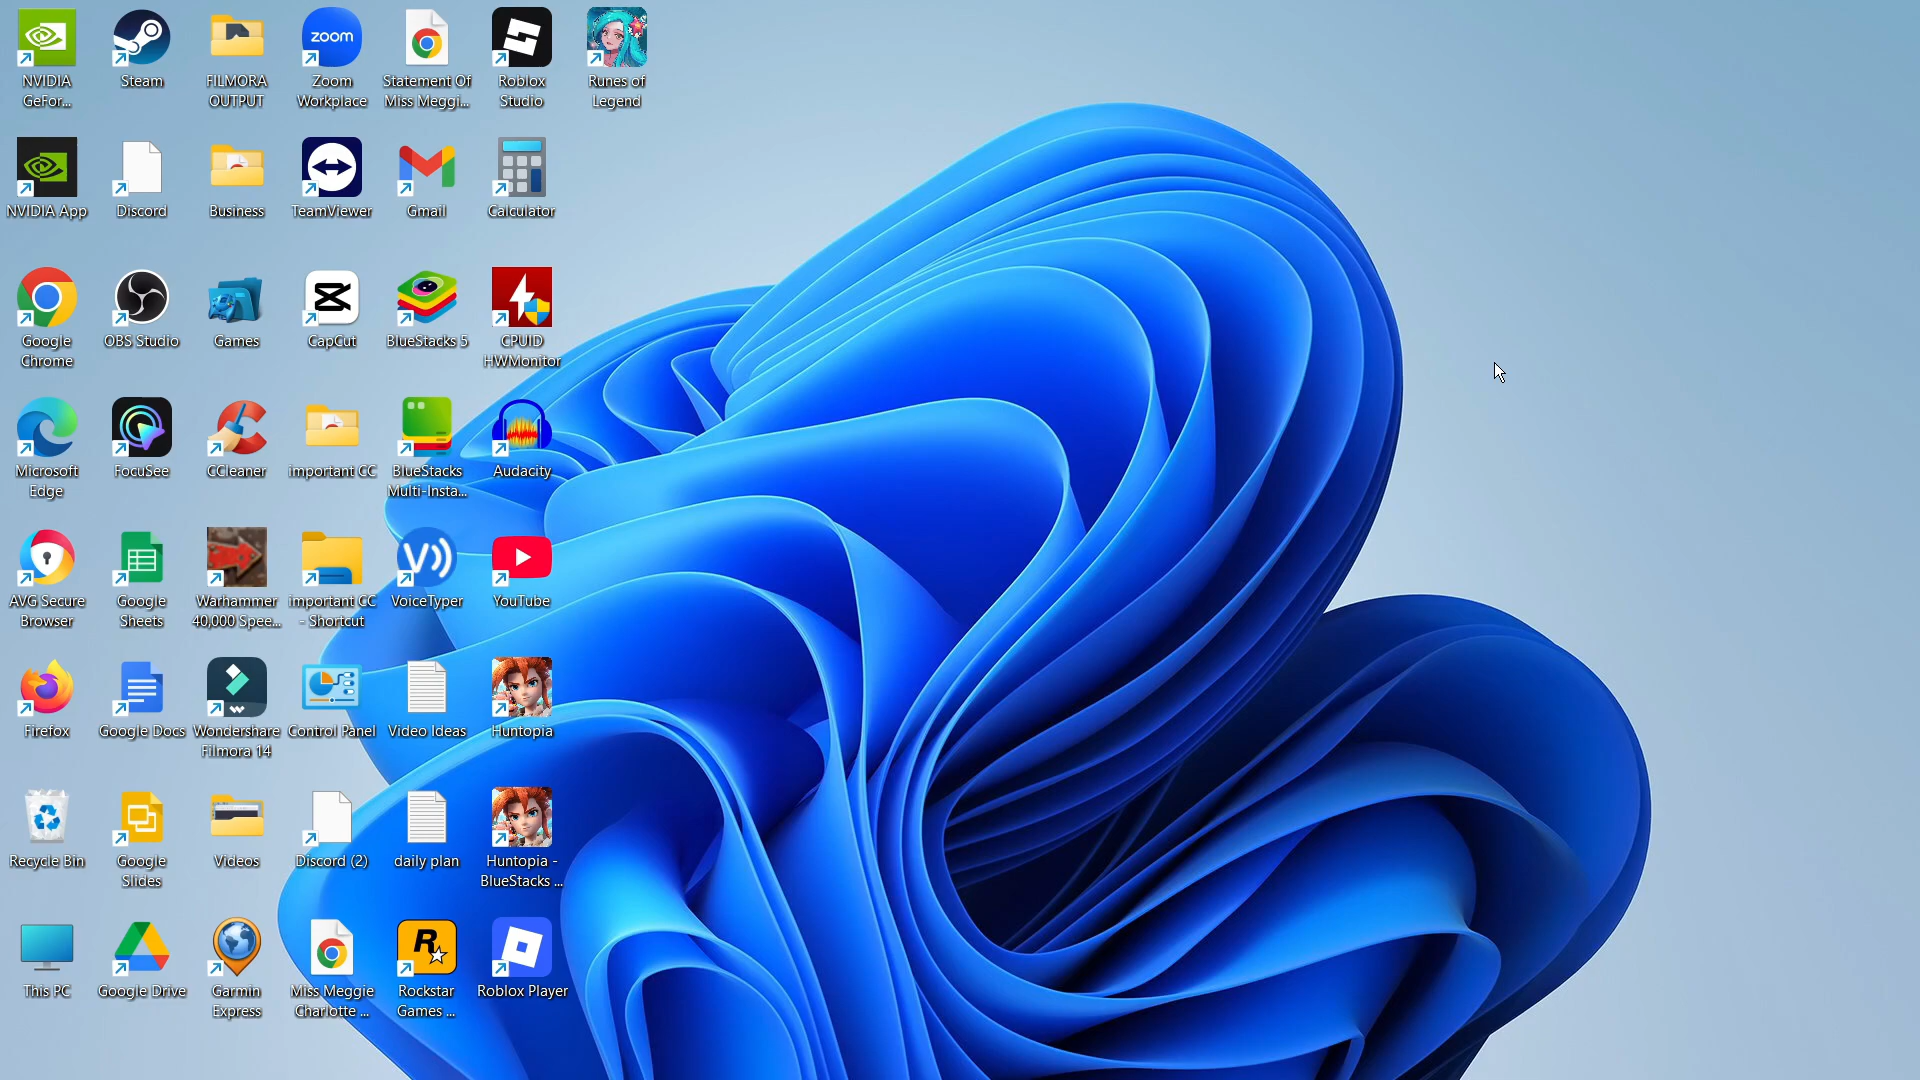 NVIDIA
GeFor...
Steam
FILMORA
OUTPUT
zoom
Zoom
Workplace
Statement Of
Miss Meggi...
Roblox
Studio
Runes of
Legend
NVIDIA App
Discord
Business
TeamViewer
Gmail
Calculator
Google
Chrome
OBS Studio
Games
CapCut
BlueStacks 5
CPUID
HWMonitor
Microsoft
Edge
FocuSee
CCleaner
important CC
BlueStacks
Multi-Insta...
Audacity
AVG Secure
Browser
Google
Sheets
Warhammer
40,000 Spee...
important CC
- Shortcut
VoiceTyper
YouTube
Firefox
Google Docs
Wondershare
Filmora 14
Control Panel
Video Ideas
Huntopia
Recycle Bin
Google
Slides
Videos
Discord (2)
daily plan
Huntopia -
BlueStacks ...
This PC
Google Drive
Garmin
Express
Miss Meggie
Charlotte ...
R
Rockstar
Games ...
Roblox Player